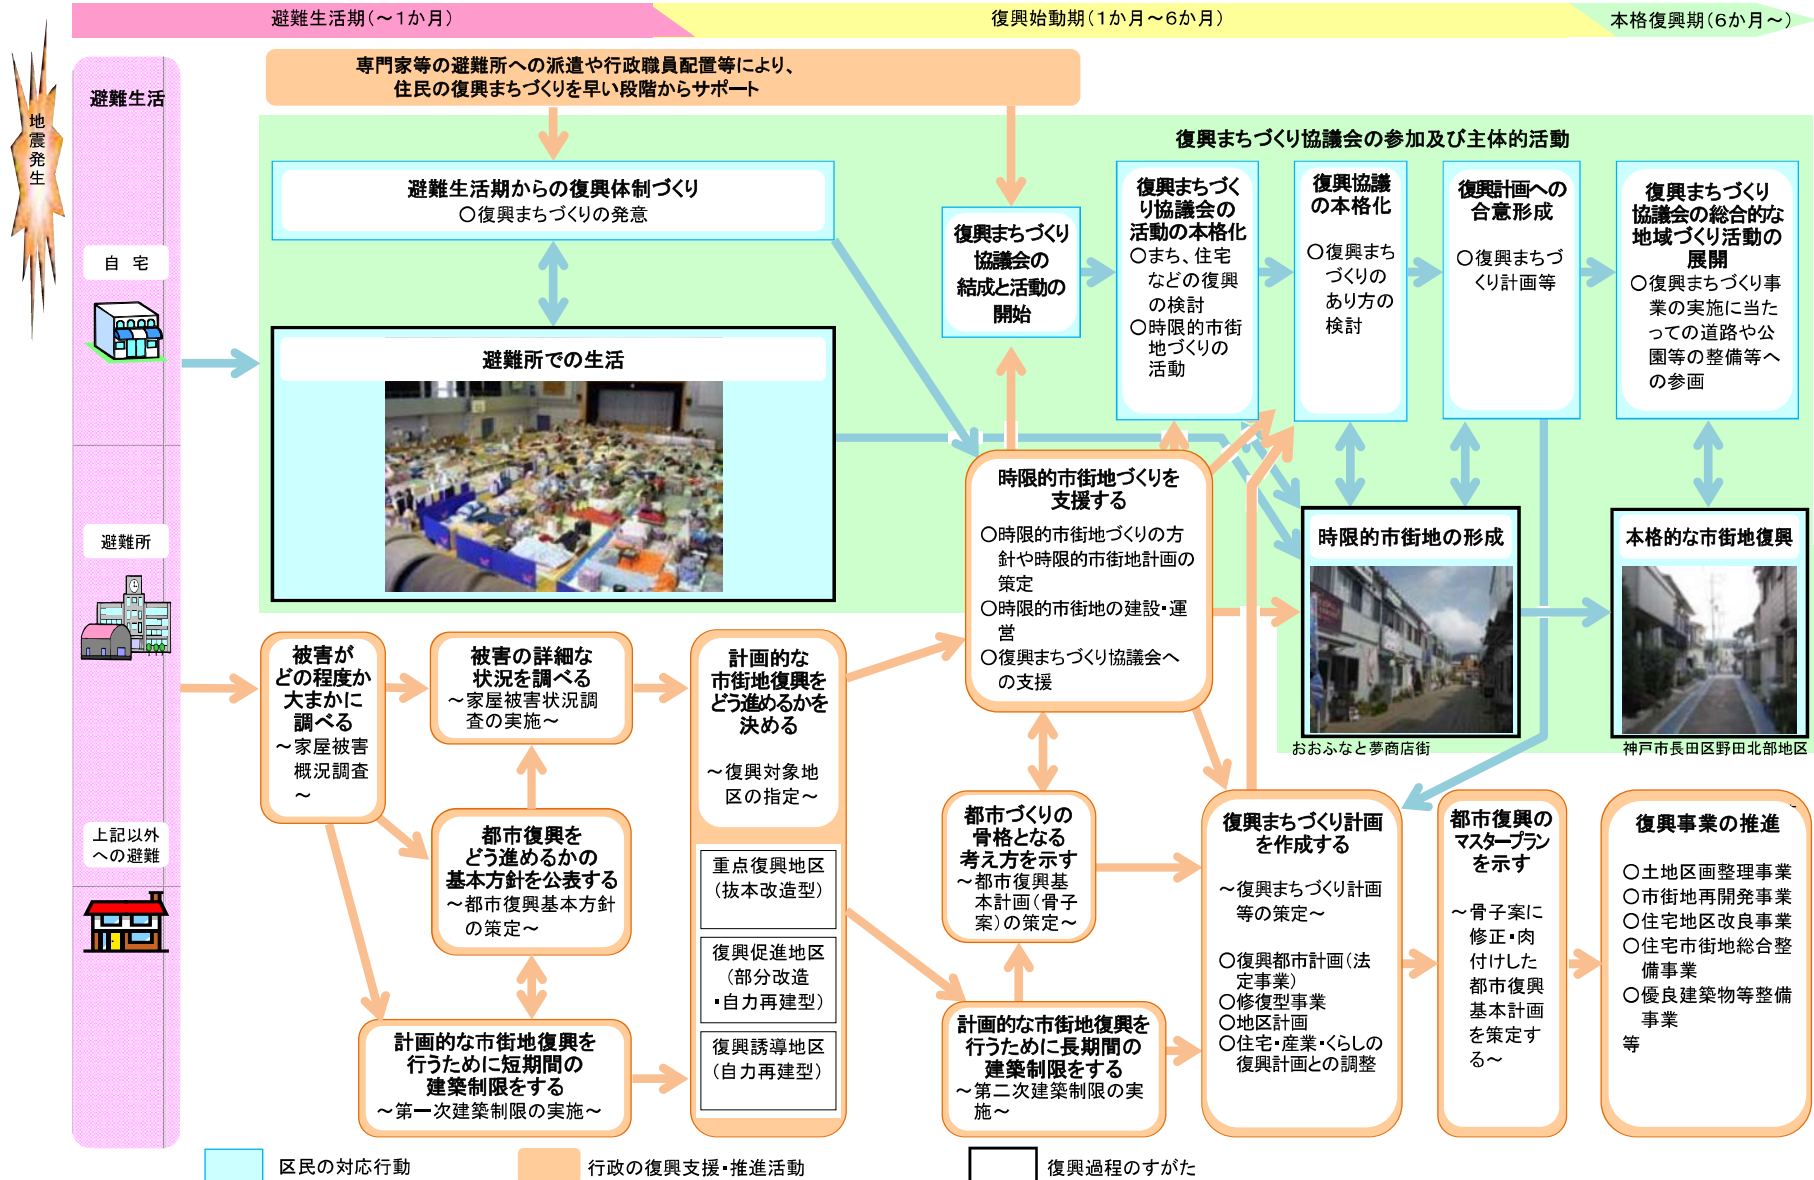 避難生活期(～1か月)
復興始動期(1か月～6か月)
本格復興期(6か月～)
地震発生
避難生活
自 宅
避難所
上記以外
への避難
専門家等の避難所への派遣や行政職員配置等により、
住民の復興まちづくりを早い段階からサポート
復興まちづくり協議会の参加及び主体的活動
避難生活期からの復興体制づくり
○復興まちづくりの発意
避難所での生活
復興まちづくり
協議会の
結成と活動の
開始
復興まちづく
り協議会の
活動の本格化
○まち、住宅
などの復興
の検討
○時限的市街
地づくりの
活動
復興協議
の本格化
○復興まち
づくりの
あり方の
検討
復興計画への
合意形成
○復興まちづ
くり計画等
復興まちづくり
協議会の総合的な
地域づくり活動の
展開
○復興まちづくり事
業の実施に当た
っての道路や公
園等の整備等へ
の参画
時限的市街地づくりを
支援する
○時限的市街地づくりの方
針や時限的市街地計画の
策定
○時限的市街地の建設・運
営
○復興まちづくり協議会へ
の支援
時限的市街地の形成
おおふなと夢商店街
本格的な市街地復興
神戸市長田区野田北部地区
被害が
どの程度か
大まかに
調べる
～家屋被害
概況調査
～
被害の詳細な
状況を調べる
～家屋被害状況調
査の実施～
都市復興を
どう進めるかの
基本方針を公表する
～都市復興基本方針
の策定～
計画的な市街地復興を
行うために短期間の
建築制限をする
～第一次建築制限の実施～
計画的な
市街地復興を
どう進めるかを
決める
～復興対象地
区の指定～
重点復興地区
(抜本改造型)
復興促進地区
(部分改造
・自力再建型)
復興誘導地区
(自力再建型)
都市づくりの
骨格となる
考え方を示す
～都市復興基
本計画(骨子
案)の策定～
計画的な市街地復興を
行うために長期間の
建築制限をする
～第二次建築制限の実
施～
復興まちづくり計画
を作成する
～復興まちづくり計画
等の策定～
○復興都市計画(法
定事業)
○修復型事業
○地区計画
○住宅・産業・くらしの
復興計画との調整
都市復興の
マスタープラン
を示す
～骨子案に
修正・肉
付けした
都市復興
基本計画
を策定す
る～
復興事業の推進
○土地区画整理事業
○市街地再開発事業
○住宅地区改良事業
○住宅市街地総合整
備事業
○優良建築物等整備
事業
等
区民の対応行動
行政の復興支援・推進活動
復興過程のすがた